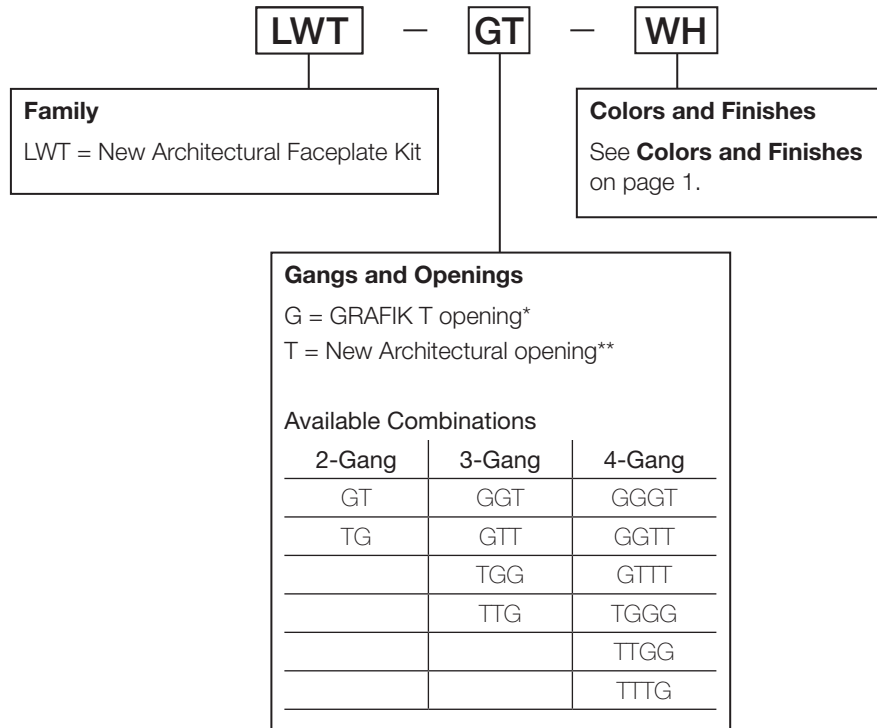 LWT – GT – WH
Family
LWT = New Architectural Faceplate Kit
Colors and Finishes
See Colors and Finishes
on page 1.
Gangs and Openings
G = GRAFIK T opening*
T = New Architectural opening**
Available Combinations
2-Gang 3-Gang 4-Gang
GT GGT GGGT
TG GTT GGTT
TGG GTTT
TTG TGGG
TTGG
TTTG